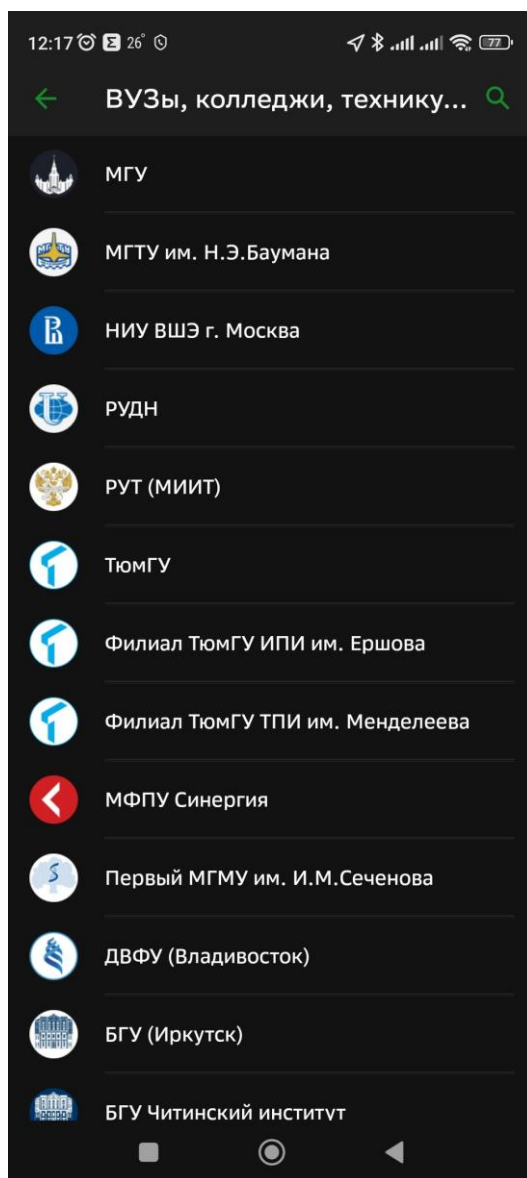 12:17 Σ 26° 77
ВУЗы, колледжи, технику...
МГУ
МГТУ им. Н.Э.Баумана
НИУ ВШЭ г. Москва
РУДН
РУТ (МИИТ)
ТюмГУ
Филиал ТюмГУ ИПИ им. Ершова
Филиал ТюмГУ ТПИ им. Менделеева
МФПУ Синергия
Первый МГМУ им. И.М.Сеченова
ДВФУ (Владивосток)
БГУ (Иркутск)
БГУ Читинский институт